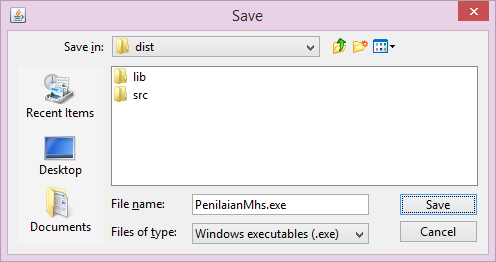 Save
Save in:
dist
lib
src
Recent Items
Desktop
Documents
File name:
PenilaianMhs.exe
Save
Files of type:
Windows executables (.exe)
Cancel